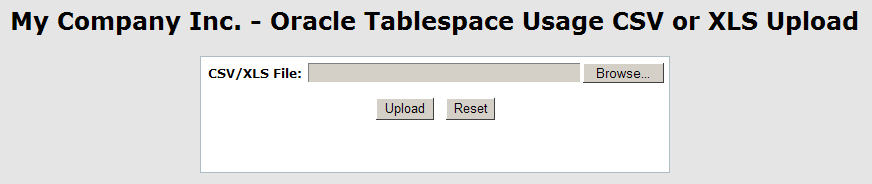 My Company Inc. - Oracle Tablespace Usage CSV or XLS Upload
CSV/XLS File: Browse...
Upload Reset